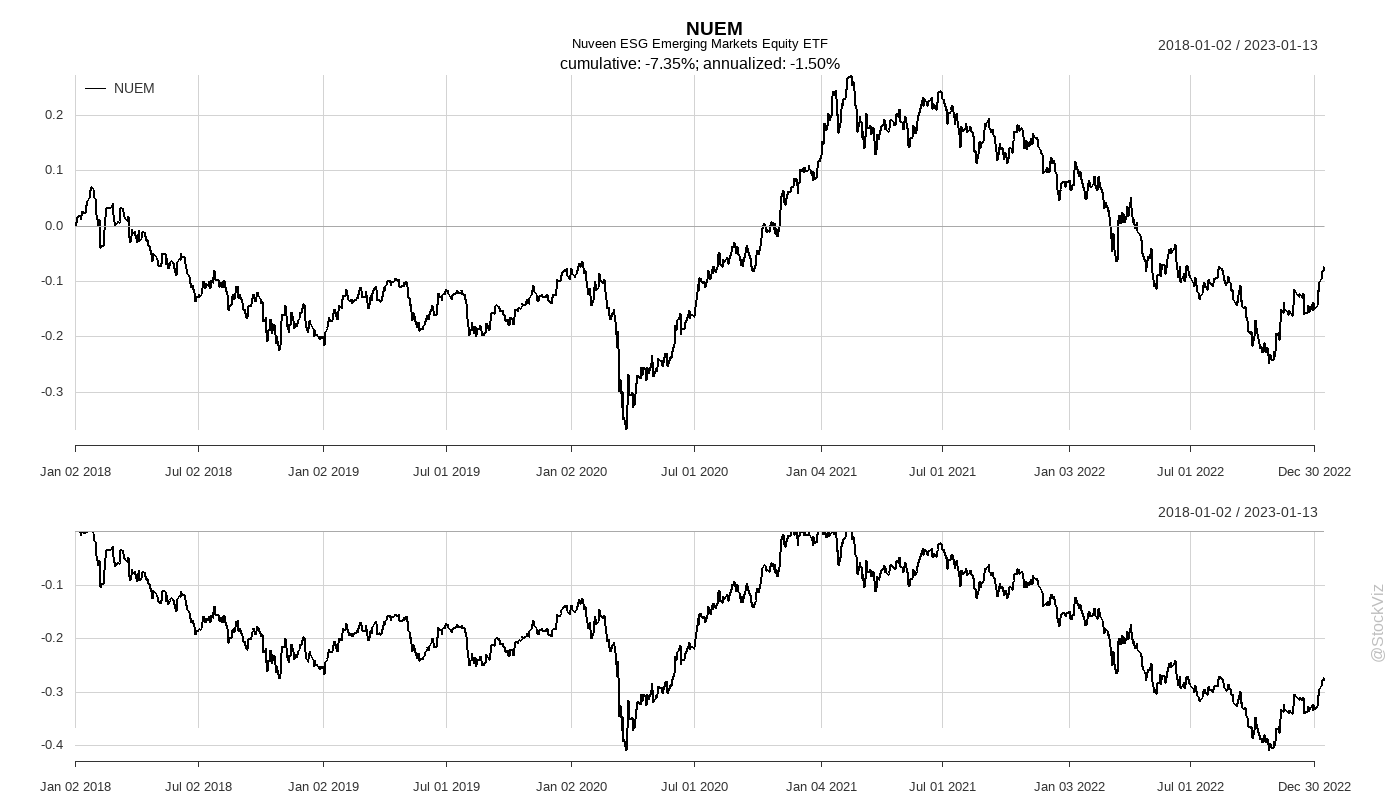 NUEM
Nuveen ESG Emerging Markets Equity ETF
2018-01-02 / 2023-01-13
cumulative: -7.35%; annualized: -1.50%
NUEM
0.2
0.1
0.0
-0.1
-0.2
-0.3
Jan 02 2018 Jul 02 2018 Jan 02 2019 Jul 01 2019 Jan 02 2020 Jul 01 2020 Jan 04 2021 Jul 01 2021 Jan 03 2022 Jul 01 2022 Dec 30 2022
2018-01-02 / 2023-01-13
-0.1
-0.2
-0.3
-0.4
Jan 02 2018 Jul 02 2018 Jan 02 2019 Jul 01 2019 Jan 02 2020 Jul 01 2020 Jan 04 2021 Jul 01 2021 Jan 03 2022 Jul 01 2022 Dec 30 2022
@StockViz